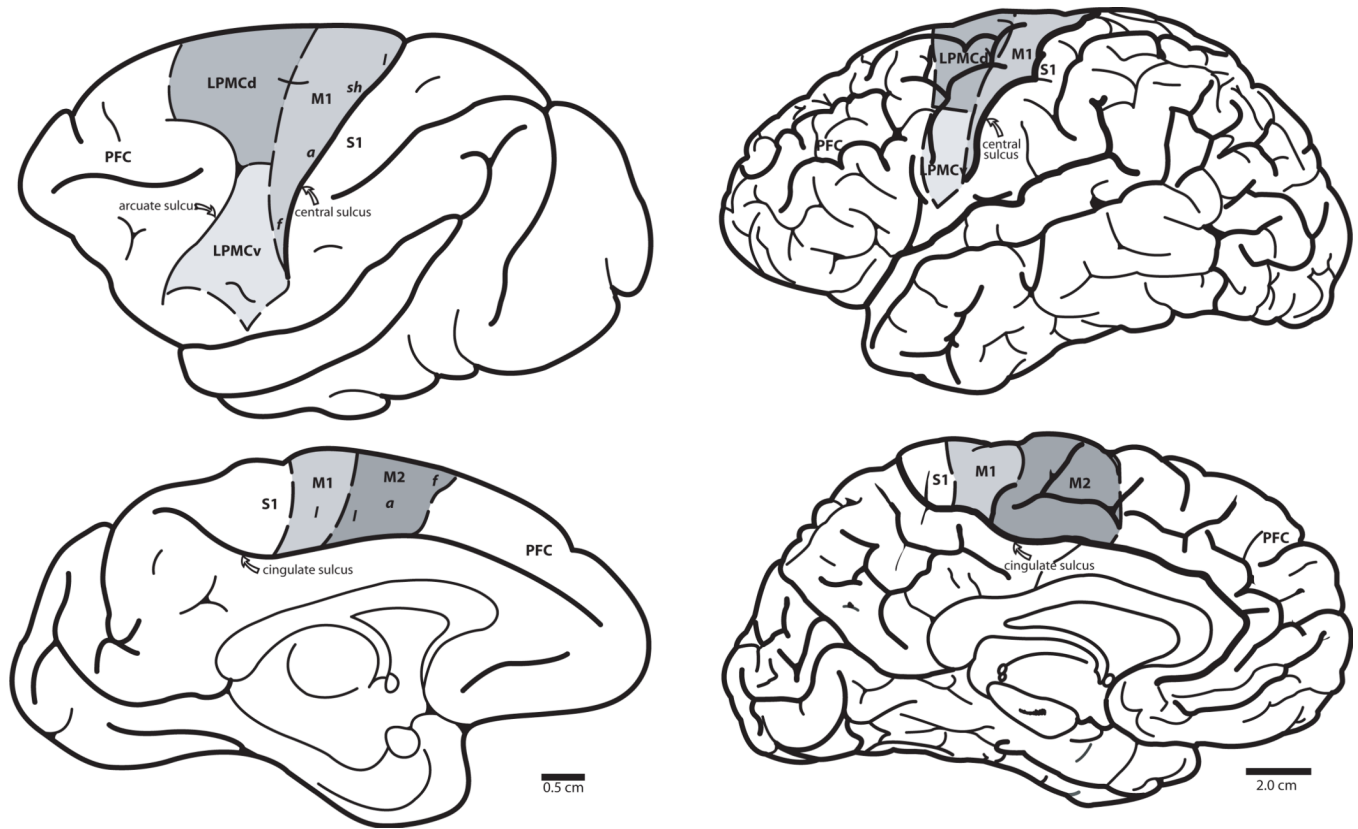 LPMCd
l
M1
sh
S1
a
PFC
arcuate sulcus
central sulcus
f
LPMCv
LPMCd
M1
S1
PFC
central
sulcus
LPMCv
M1
M2
f
S1
l
l
a
PFC
cingulate sulcus
0.5 cm
S1
M1
M2
PFC
cingulate sulcus
2.0 cm